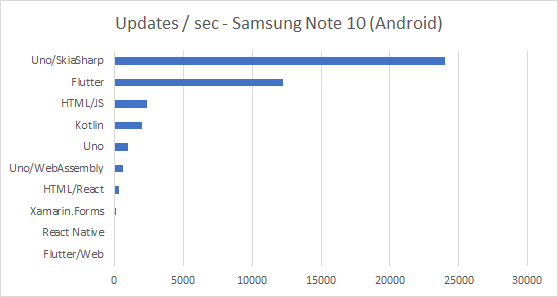 Updates / sec - Samsung Note 10 (Android)
Uno/SkiaSharp
Flutter
HTML/JS
Kotlin
Uno
Uno/WebAssembly
HTML/React
Xamarin.Forms
React Native
Flutter/Web
0 5000 10000 15000 20000 25000 30000